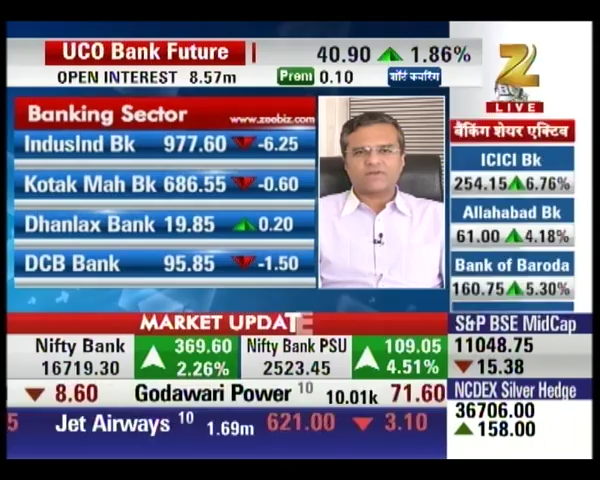 UCO Bank Future 40.90 1.86%
OPEN INTEREST 8.57m Prem 0.10 शॉर्ट कवरिंग
LIVE
Banking Sector www.zeebiz.com
IndusInd Bk 977.60 -6.25
Kotak Mah Bk 686.55 -0.60
Dhanlax Bank 19.85 0.20
DCB Bank 95.85 -1.50
बैंकिंग शेयर एक्टिव
ICICI Bk
254.15 6.76%
Allahabad Bk
61.00 4.18%
Bank of Baroda
160.75 5.30%
MARKET UPDATE
Nifty Bank 369.60 Nifty Bank PSU 109.05
16719.30 2.26% 2523.45 4.51%
S&P BSE MidCap
11048.75
15.38
8.60 Godawari Power 10 10.01k 71.60
5 Jet Airways 10 1.69m 621.00 3.10
NCDEX Silver Hedge
36706.00
158.00